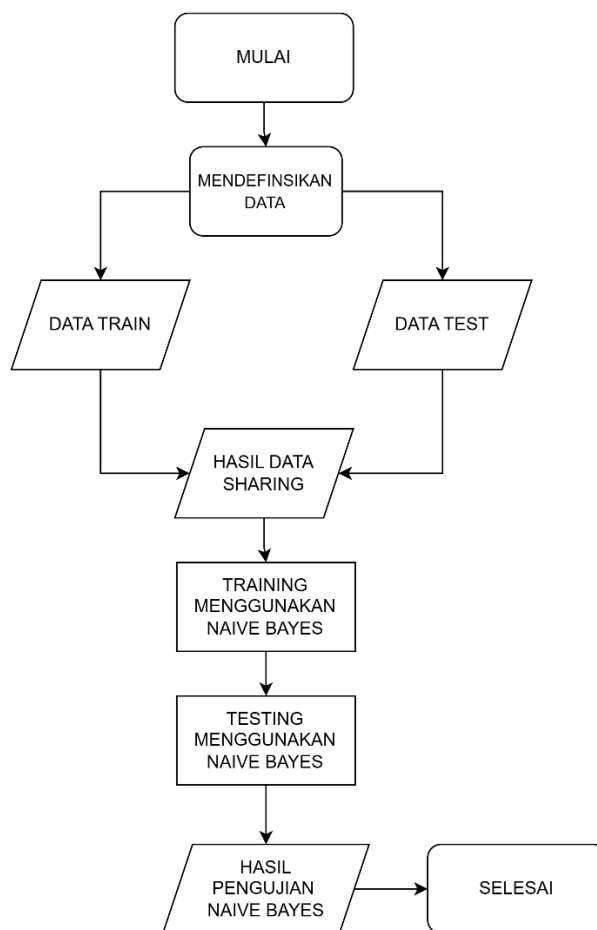 MULAI
MENDEFINSIKAN
DATA
DATA TRAIN
DATA TEST
HASIL DATA
SHARING
TRAINING
MENGGUNAKAN
NAIVE BAYES
TESTING
MENGGUNAKAN
NAIVE BAYES
HASIL
PENGUJIAN
NAIVE BAYES
SELESAI